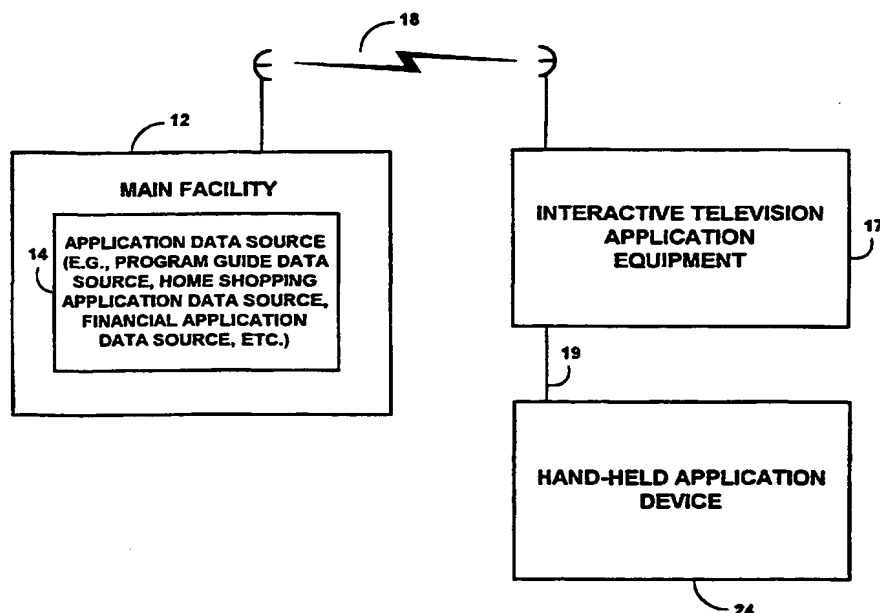 18
12
MAIN FACILITY
14
APPLICATION DATA SOURCE
(E.G., PROGRAM GUIDE DATA
SOURCE, HOME SHOPPING
APPLICATION DATA SOURCE,
FINANCIAL APPLICATION
DATA SOURCE, ETC.)
INTERACTIVE TELEVISION
APPLICATION
EQUIPMENT
17
19
HAND-HELD APPLICATION
DEVICE
24